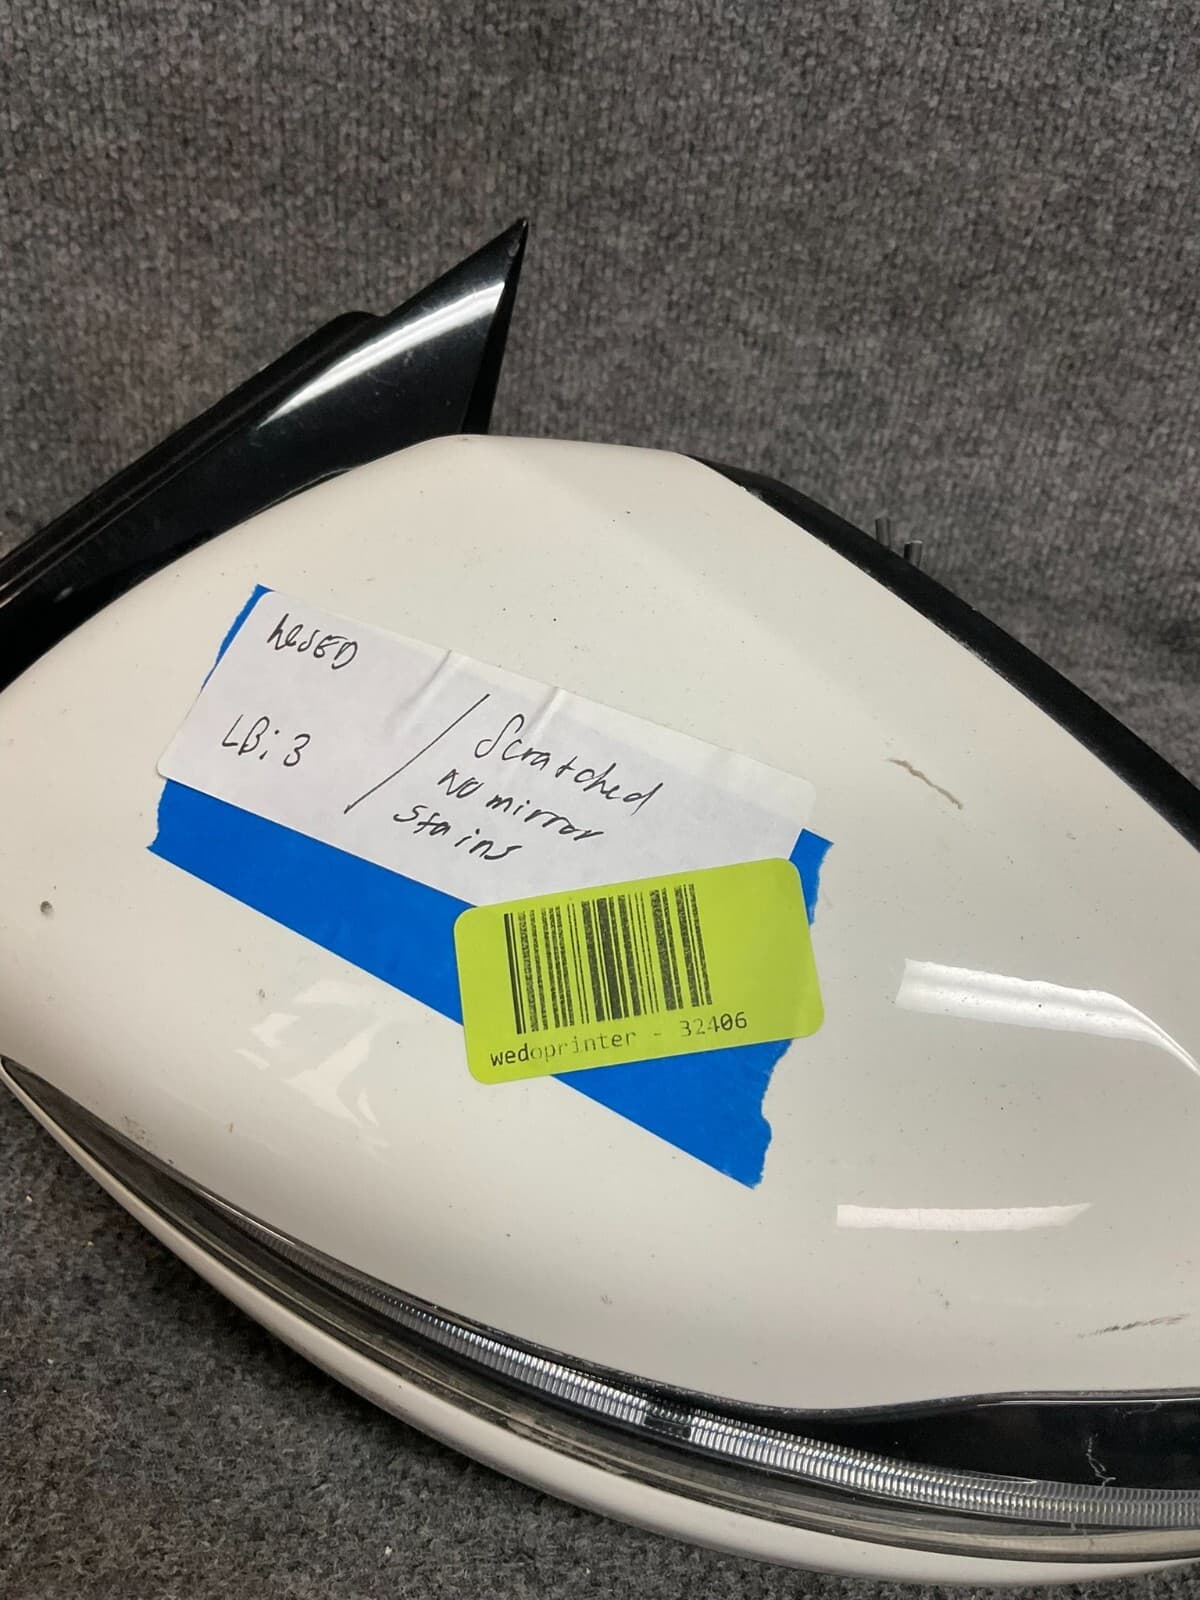 LB: 3
/ Scratched
No mirror
stains
wedoprinter - 32406